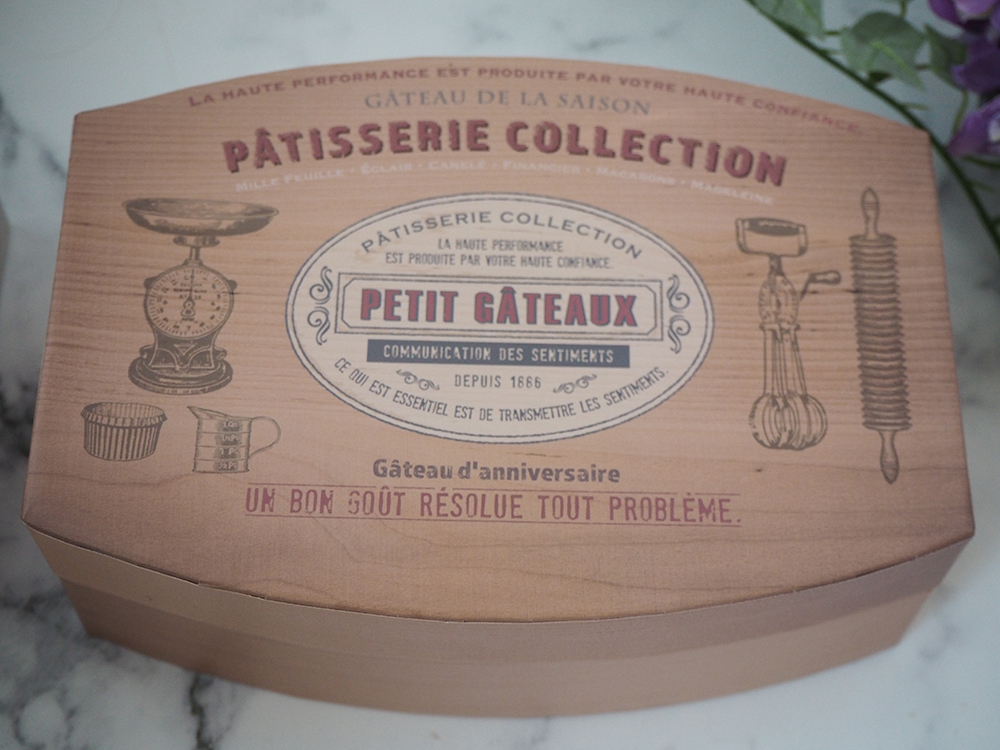 LA HAUTE PERFORMANCE EST PRODUITE PAR VOTRE HAUTE CONFIANCE.
GÂTEAU DE LA SAISON
PÂTISSERIE COLLECTION
MILLE FEUILLE · ÉCLAIR · CANELÉ · FINANCIER · MACARONS · MADELEINE
PÂTISSERIE COLLECTION
LA HAUTE PERFORMANCE
EST PRODUITE PAR VOTRE HAUTE CONFIANCE.
PETIT GÂTEAUX
COMMUNICATION DES SENTIMENTS
DEPUIS 1866
CE QUI EST ESSENTIEL EST DE TRANSMETTRE LES SENTIMENTS.
Gâteau d'anniversaire
UN BON GOÛT RÉSOLUE TOUT PROBLÈME.